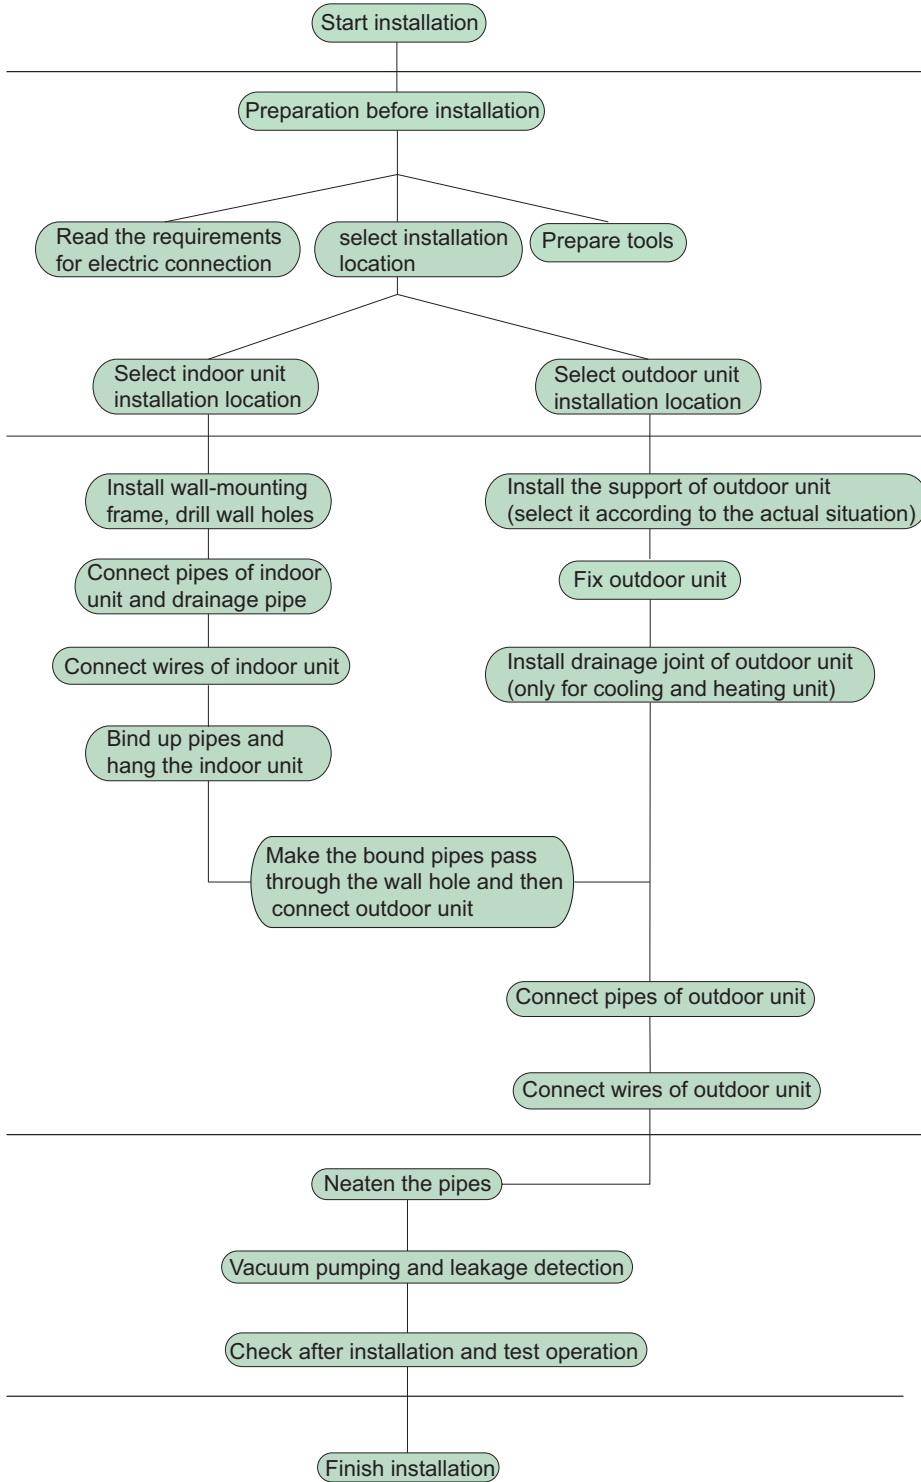 Start installation
Preparation before installation
Read the requirements
for electric connection
select installation
location
Prepare tools
Select indoor unit
installation location
Select outdoor unit
installation location
Install wall-mounting
frame, drill wall holes
Connect pipes of indoor
unit and drainage pipe
Connect wires of indoor unit
Bind up pipes and
hang the indoor unit
Install the support of outdoor unit
(select it according to the actual situation)
Fix outdoor unit
Install drainage joint of outdoor unit
(only for cooling and heating unit)
Make the bound pipes pass
through the wall hole and then
connect outdoor unit
Connect pipes of outdoor unit
Connect wires of outdoor unit
Neaten the pipes
Vacuum pumping and leakage detection
Check after installation and test operation
Finish installation